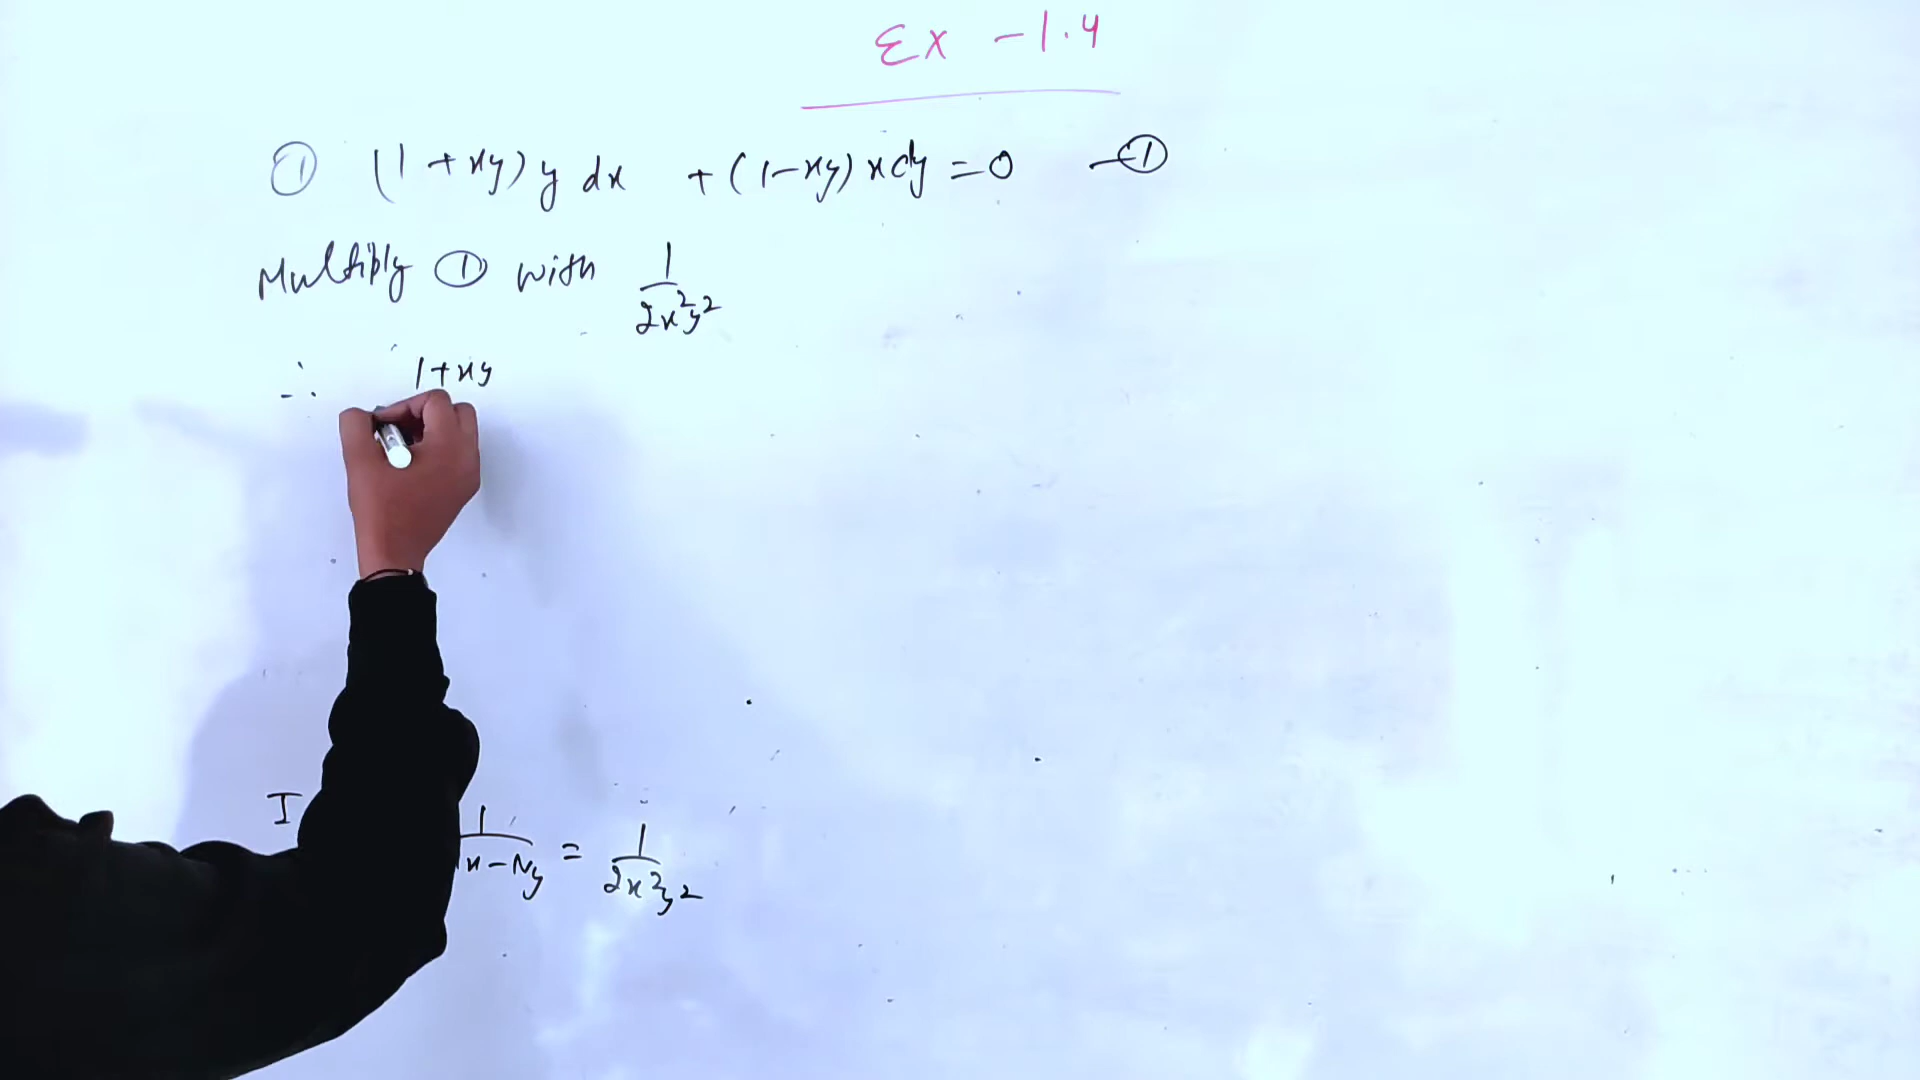 Ex - 1.4
① (1+xy) y dx + (1-xy) x dy = 0 —①
Multiply ① with 1/2x²y²
∴ 1+xy
I 1/x-Ny = 1/2x²y²